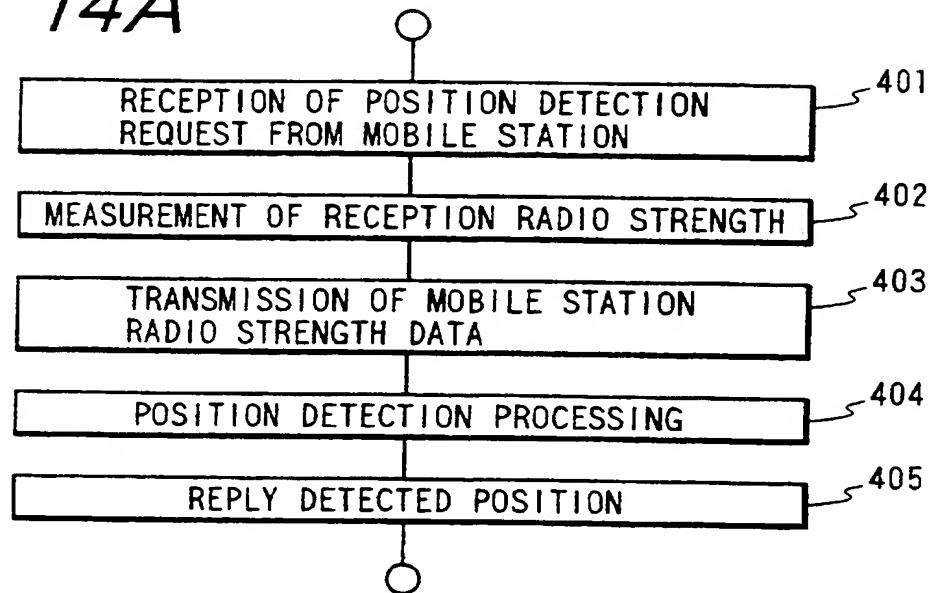 14A
RECEPTION OF POSITION DETECTION
REQUEST FROM MOBILE STATION
401
MEASUREMENT OF RECEPTION RADIO STRENGTH
402
TRANSMISSION OF MOBILE STATION
RADIO STRENGTH DATA
403
POSITION DETECTION PROCESSING
404
REPLY DETECTED POSITION
405